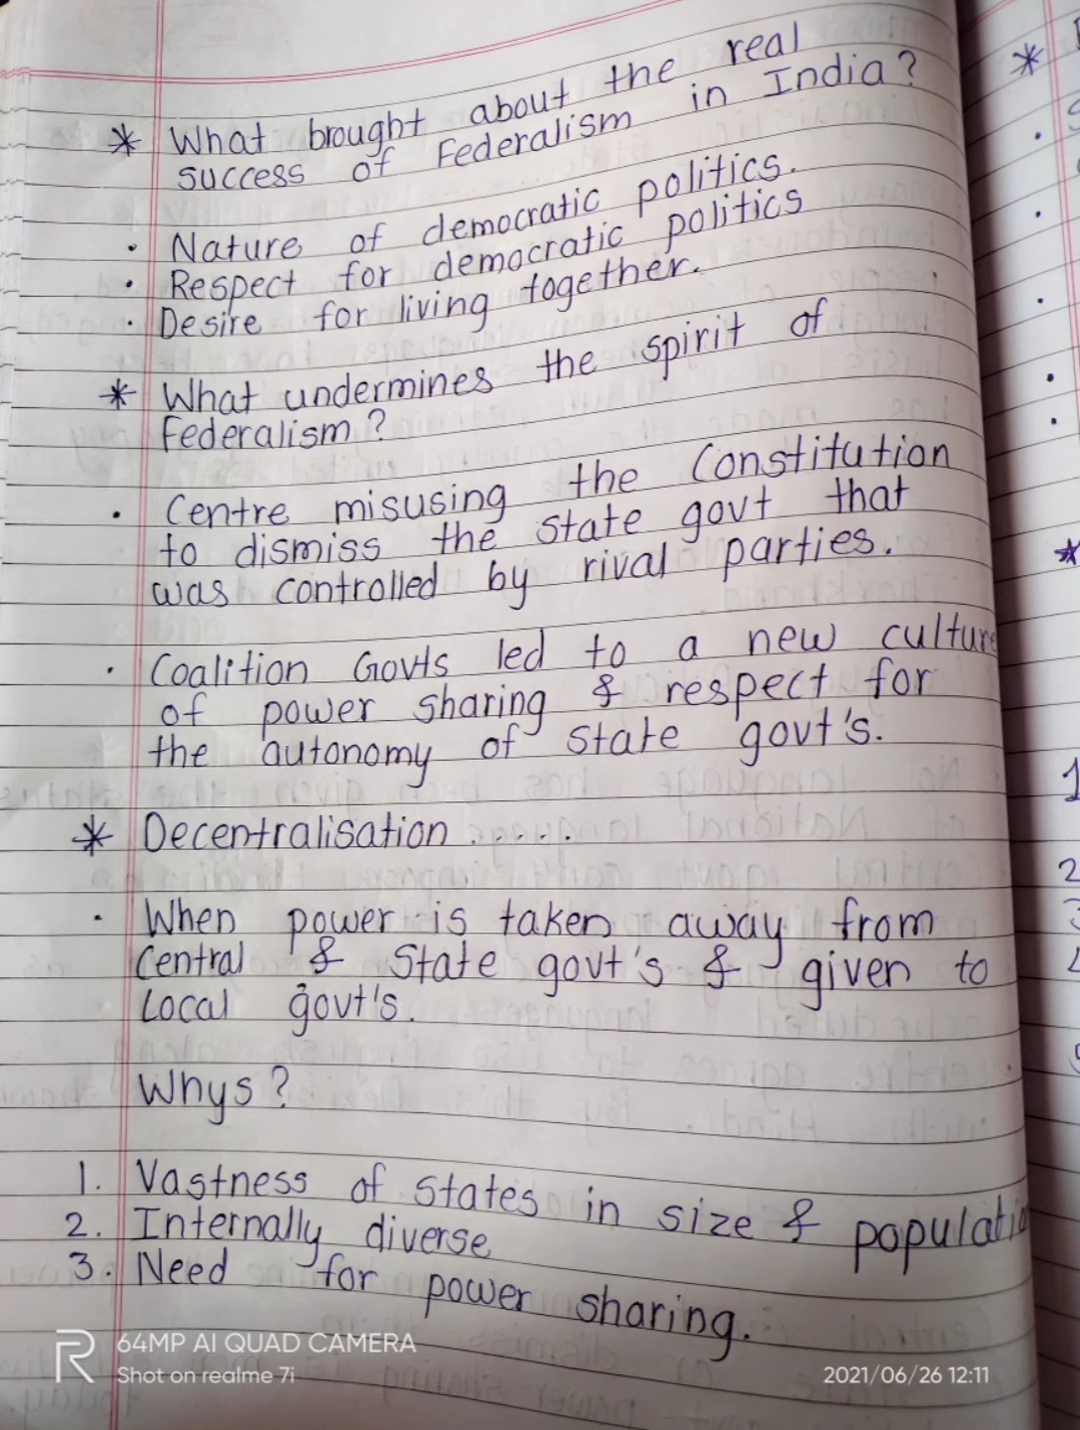 * What brought about the real
success of Federalism in India?
· Nature of democratic politics.
· Respect for democratic politics
· Desire for living together.
* What undermines the spirit of
Federalism?
· Centre misusing the Constitution
to dismiss the state govt that
was controlled by rival parties.
· Coalition Govts led to a new culture
of power sharing & respect for
the autonomy of state govt's.
* Decentralisation .....
· When power is taken away from
Central & State govt's & given to
Local govt's.
Whys?
1. Vastness of states in size & populatio
2. Internally diverse
3. Need for power sharing.
64MP AI QUAD CAMERA
Shot on realme 7i
2021/06/26 12:11